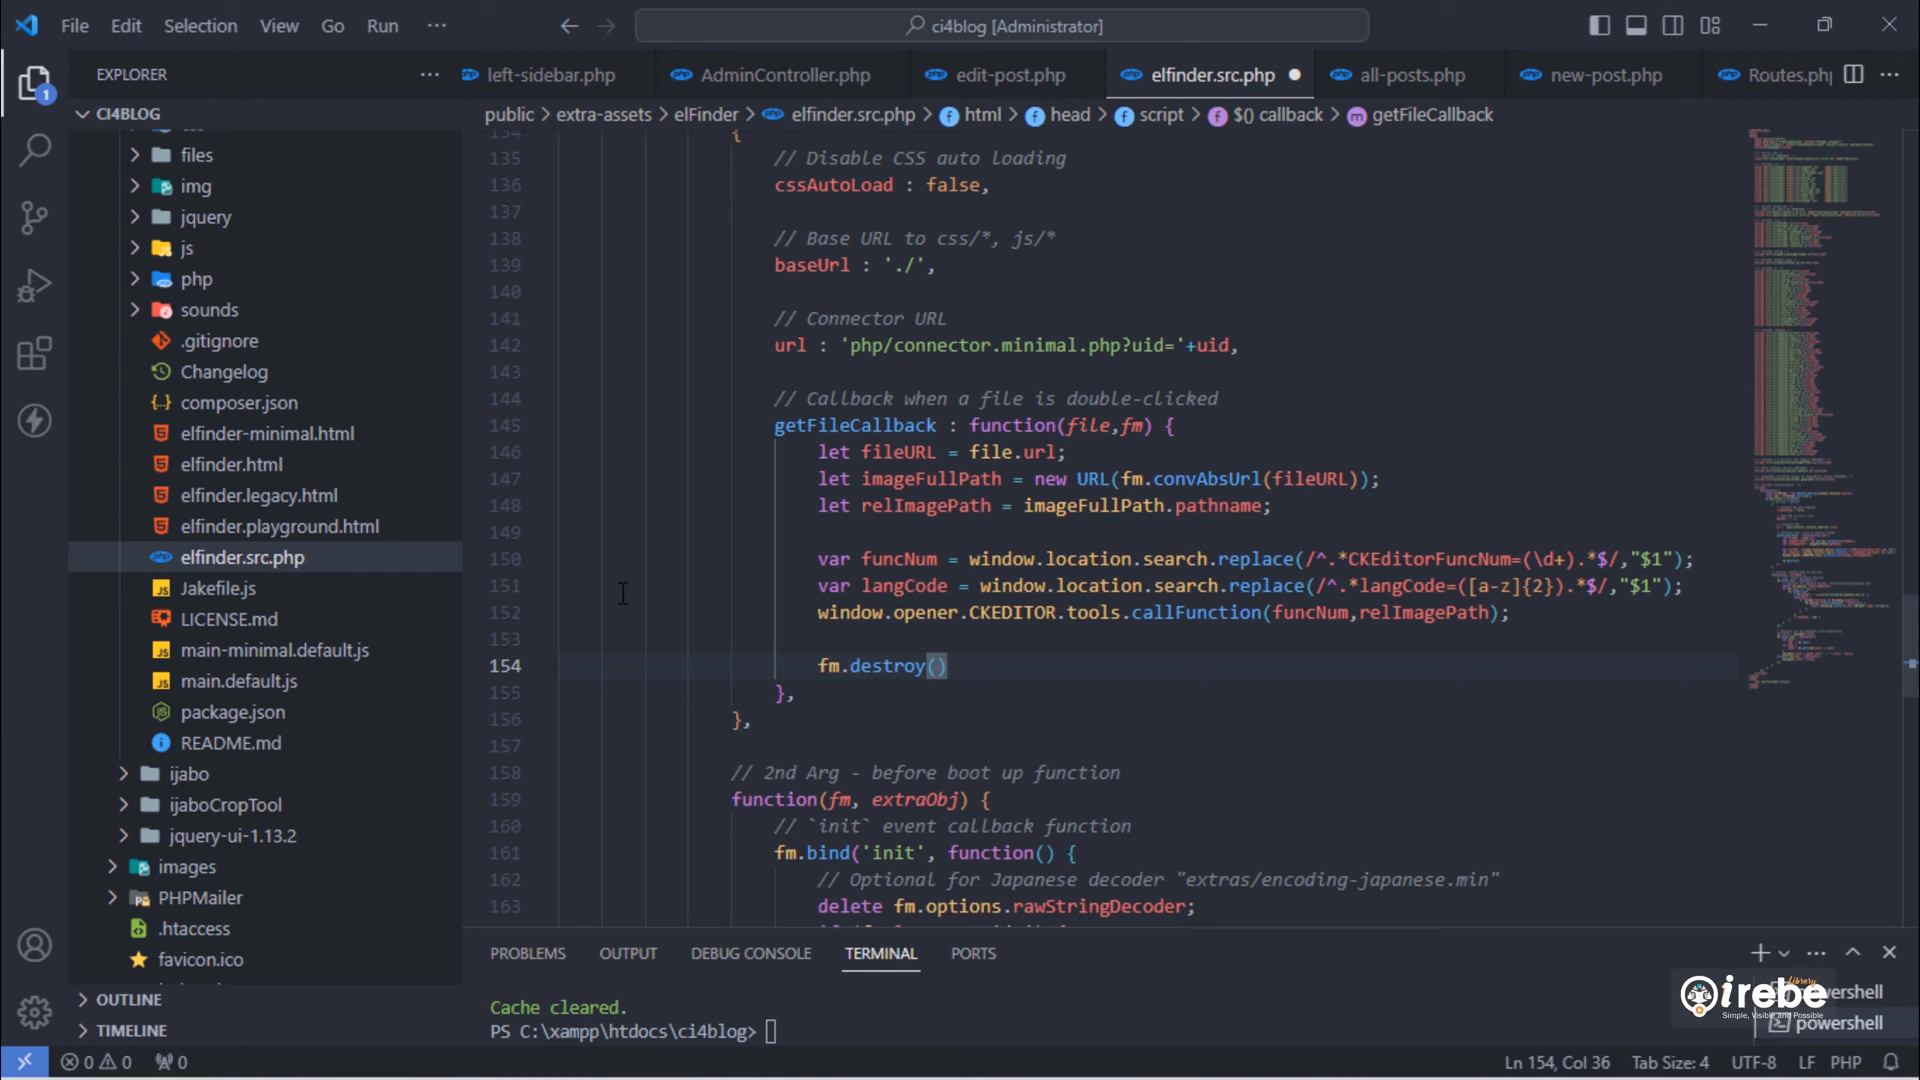 File Edit Selection View Go Run ···
ci4blog [Administrator]
EXPLORER
left-sidebar.php AdminController.php edit-post.php elfinder.src.php all-posts.php new-post.php Routes.php
public > extra-assets > elFinder > elfinder.src.php > html > head > script > $() callback > getFileCallback
CI4BLOG
files
img
jquery
js
php
sounds
.gitignore
Changelog
composer.json
elfinder-minimal.html
elfinder.html
elfinder.legacy.html
elfinder.playground.html
elfinder.src.php
Jakefile.js
LICENSE.md
main-minimal.default.js
main.default.js
package.json
README.md
ijabo
ijaboCropTool
jquery-ui-1.13.2
images
PHPMailer
.htaccess
favicon.ico
OUTLINE
TIMELINE
134 {
135 // Disable CSS auto loading
136 cssAutoLoad : false,
137
138 // Base URL to css/*, js/*
139 baseUrl : './',
140
141 // Connector URL
142 url : 'php/connector.minimal.php?uid='+uid,
143
144 // Callback when a file is double-clicked
145 getFileCallback : function(file,fm) {
146 let fileURL = file.url;
147 let imageFullPath = new URL(fm.convAbsUrl(fileURL));
148 let relImagePath = imageFullPath.pathname;
149
150 var funcNum = window.location.search.replace(/^.*CKEditorFuncNum=(\d+).*$/,"$1");
151 var langCode = window.location.search.replace(/^.*langCode=([a-z]{2}).*$/,"$1");
152 window.opener.CKEDITOR.tools.callFunction(funcNum,relImagePath);
153
154 fm.destroy()
155 },
156 },
157
158 // 2nd Arg - before boot up function
159 function(fm, extraObj) {
160 // `init` event callback function
161 fm.bind('init', function() {
162 // Optional for Japanese decoder "extras/encoding-japanese.min"
163 delete fm.options.rawStringDecoder;
PROBLEMS OUTPUT DEBUG CONSOLE TERMINAL PORTS
Cache cleared.
PS C:\xampp\htdocs\ci4blog>
powershell
powershell
irebe
Library
Simple, Visible and Possible
1
0 0 0
Ln 154, Col 36 Tab Size: 4 UTF-8 LF PHP